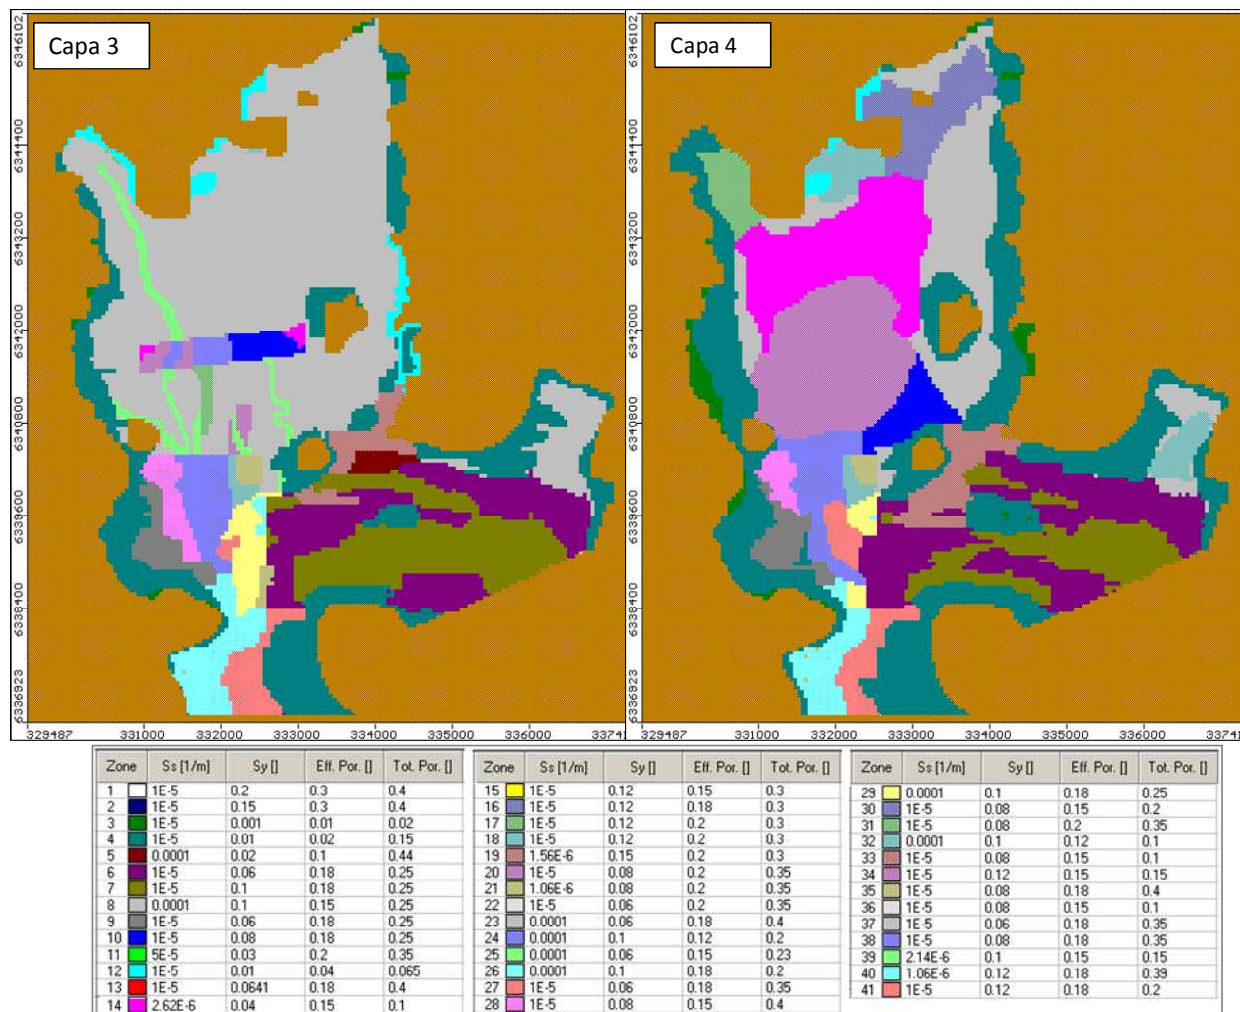 Capa 3
Capa 4
6346102
6344400
6343200
6342000
6340800
6339600
6338400
6336923
6346102
6344400
6343200
6342000
6340800
6339600
6338400
6336923
329487 331000 332000 334000 335000 336000
329487 331000 332000 333000 334000 336000
Zone Ss [1/m] Sy [] Eff. Por. [] Tot. Por. []
1 1E-5 0.2 0.3 0.4
2 1E-5 0.15 0.3 0.4
3 1E-5 0.001 0.01 0.02
4 1E-5 0.01 0.02 0.15
5 0.0001 0.02 0.1 0.44
6 1E-5 0.06 0.18 0.25
7 1E-5 0.1 0.18 0.25
8 0.0001 0.1 0.15 0.25
9 1E-5 0.06 0.18 0.25
10 1E-5 0.08 0.18 0.25
11 5E-5 0.03 0.2 0.35
12 1E-5 0.01 0.04 0.065
13 1E-5 0.0641 0.18 0.4
14 2.62E-6 0.04 0.15 0.1
Zone Ss [1/m] Sy [] Eff. Por. [] Tot. Por. []
15 1E-5 0.12 0.15 0.3
16 1E-5 0.12 0.18 0.3
17 1E-5 0.12 0.2 0.3
18 1E-5 0.12 0.2 0.3
19 1.56E-6 0.15 0.2 0.3
20 1E-5 0.08 0.2 0.35
21 1.06E-6 0.08 0.2 0.35
22 1E-5 0.06 0.2 0.35
23 0.0001 0.06 0.18 0.4
24 0.0001 0.1 0.12 0.2
25 0.0001 0.06 0.15 0.23
26 0.0001 0.1 0.18 0.2
27 1E-5 0.06 0.18 0.35
28 1E-5 0.08 0.15 0.4
Zone Ss [1/m] Sy [] Eff. Por. [] Tot. Por. []
29 0.0001 0.1 0.18 0.25
30 1E-5 0.08 0.15 0.2
31 1E-5 0.08 0.2 0.35
32 0.0001 0.1 0.12 0.1
33 1E-5 0.08 0.15 0.1
34 1E-5 0.12 0.15 0.15
35 1E-5 0.08 0.18 0.4
36 1E-5 0.08 0.15 0.1
37 1E-5 0.06 0.18 0.35
38 1E-5 0.08 0.18 0.35
39 2.14E-6 0.1 0.15 0.15
40 1.06E-6 0.12 0.18 0.39
41 1E-5 0.12 0.18 0.2